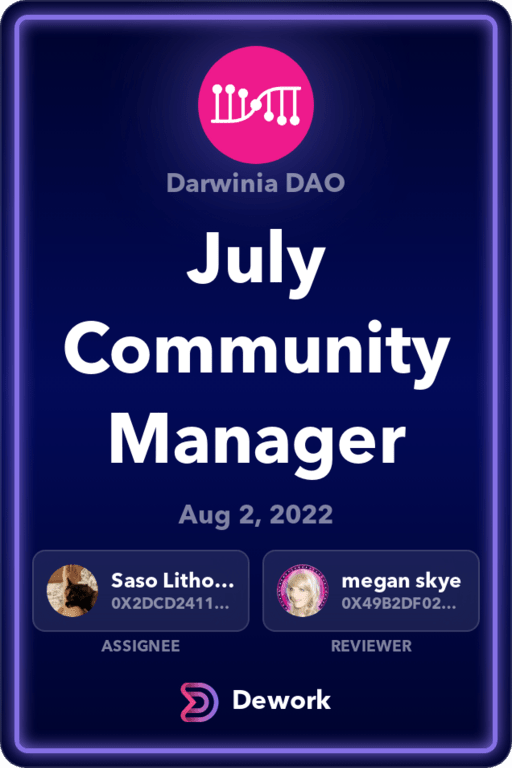 Darwinia DAO
July
Community
Manager
Aug 2, 2022
Saso Litho...
0X2DCD2411...
ASSIGNEE
megan skye
0X49B2DF02...
REVIEWER
Dework